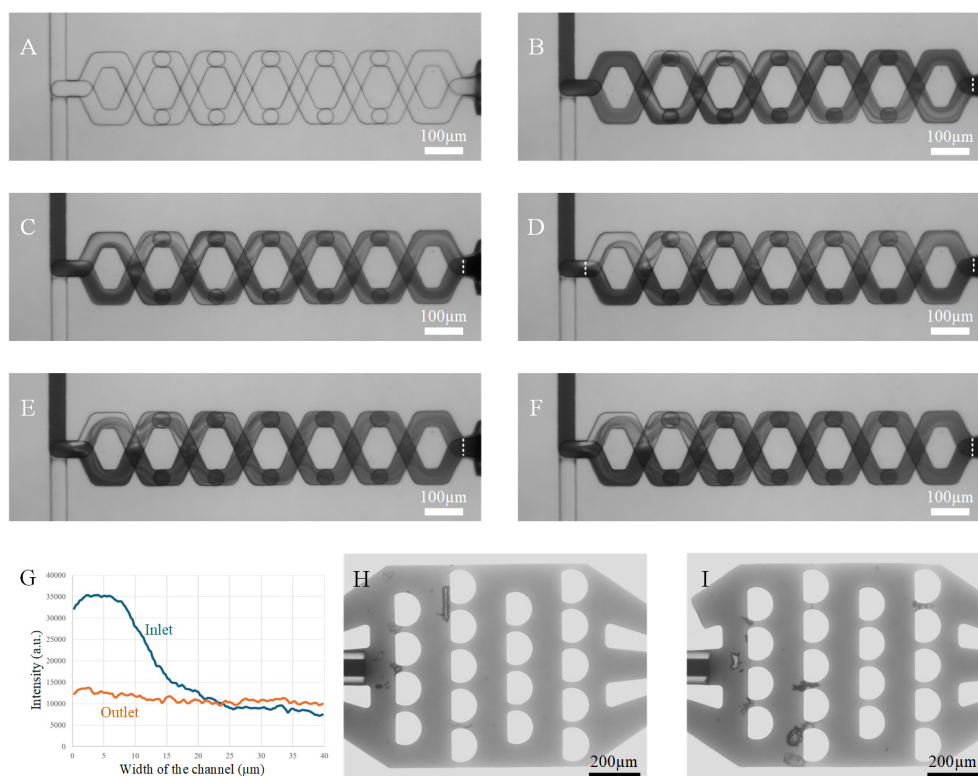 A
100µm
B
100µm
C
100µm
D
100µm
E
100µm
F
100µm
G
40000
35000
30000
25000
20000
15000
10000
5000
0
0 5 10 15 20 25 30 35 40
Intensity (a.u.)
Width of the channel (µm)
Inlet
Outlet
H
200µm
I
200µm